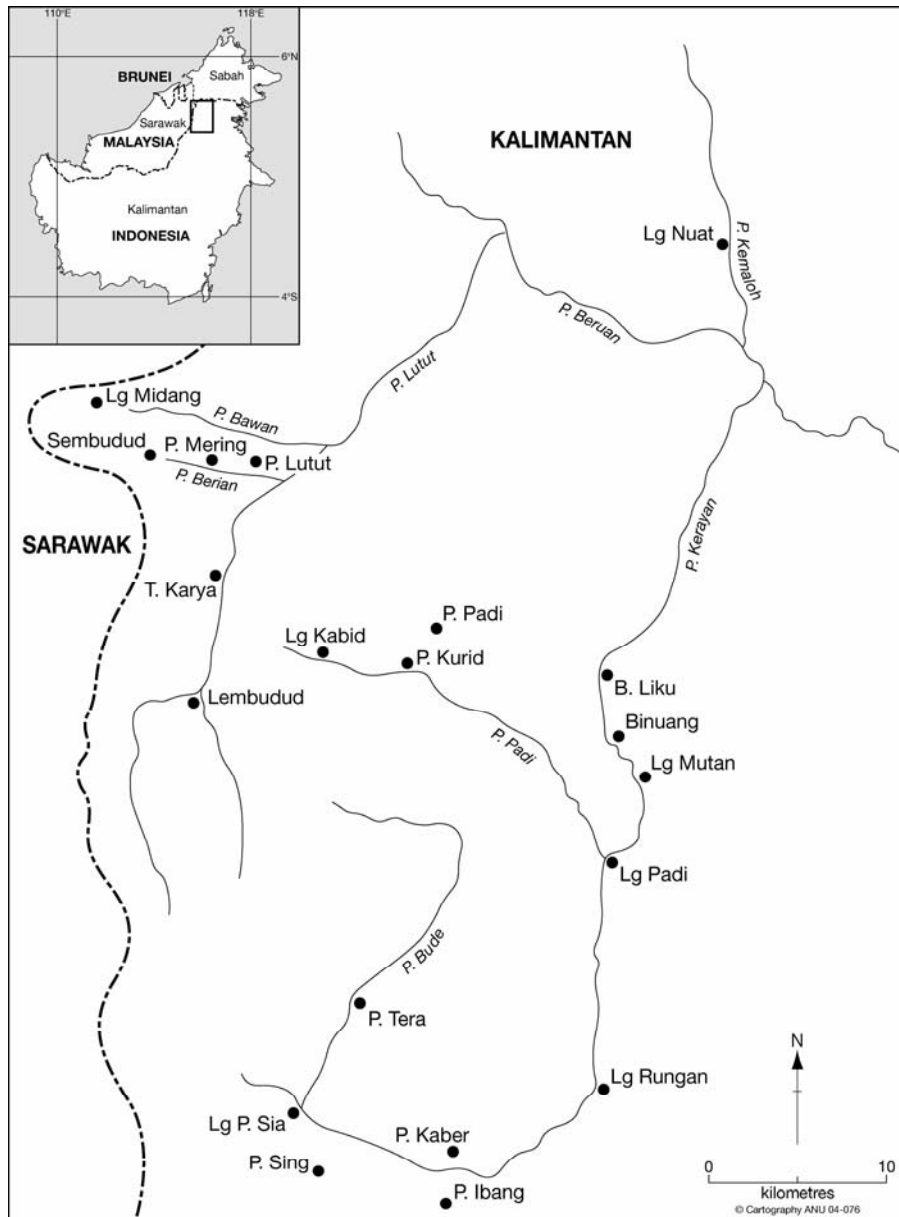 110°E
118°E
6°N
BRUNEI
Sabah
Sarawak
MALAYSIA
Kalimantan
INDONESIA
4°S
KALIMANTAN
Lg Nuat
P. Kemaloh
P. Beruan
P. Lutut
Lg Midang
P. Bawan
Sembudud
P. Mering
P. Lutut
P. Berian
SARAWAK
P. Kerayan
T. Karya
P. Padi
Lg Kabid
P. Kurid
B. Liku
Lembudud
Binuang
P. Padi
Lg Mutan
Lg Padi
P. Bude
P. Tera
N
Lg Rungan
Lg P. Sia
P. Kaber
P. Sing
P. Ibang
0 10
kilometres
© Cartography ANU 04-076